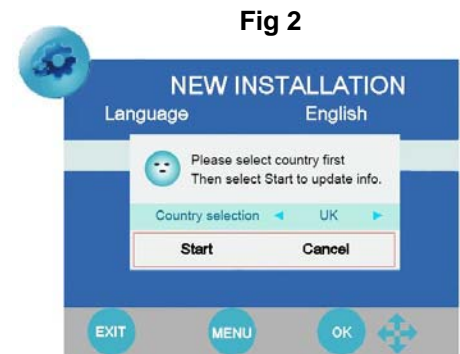 Fig 2
NEW INSTALLATION
Language English
Please select country first
Then select Start to update info.
Country selection UK
Start Cancel
EXIT MENU OK